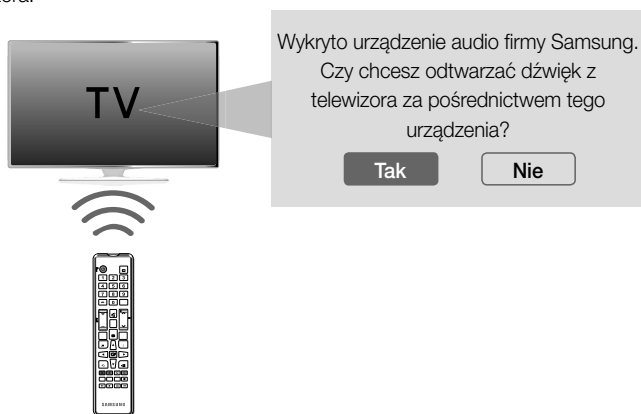 TV
Wykryto urządzenie audio firmy Samsung.
Czy chcesz odtwarzać dźwięk z
telewizora za pośrednictwem tego
urządzenia?
Tak
Nie
SAMSUNG